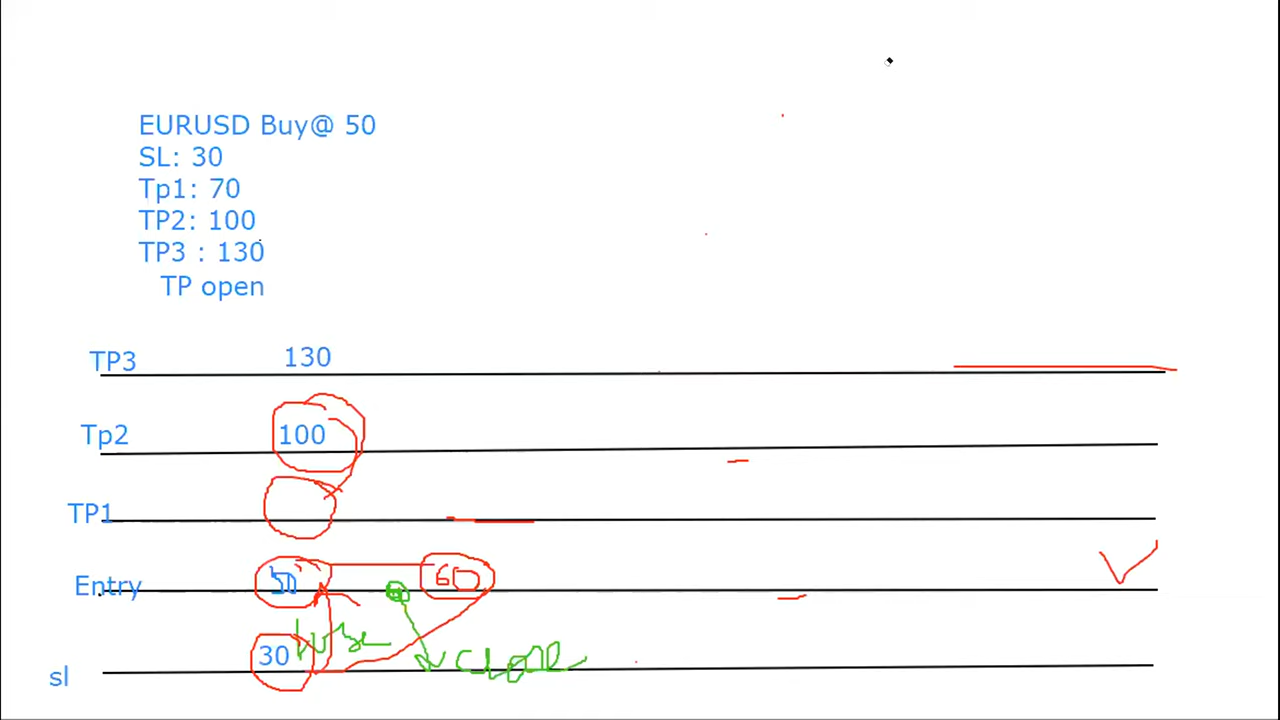 EURUSD Buy@ 50
SL: 30
Tp1: 70
TP2: 100
TP3 : 130
TP open
TP3 130
Tp2 100
TP1
Entry 50 60
30
sl